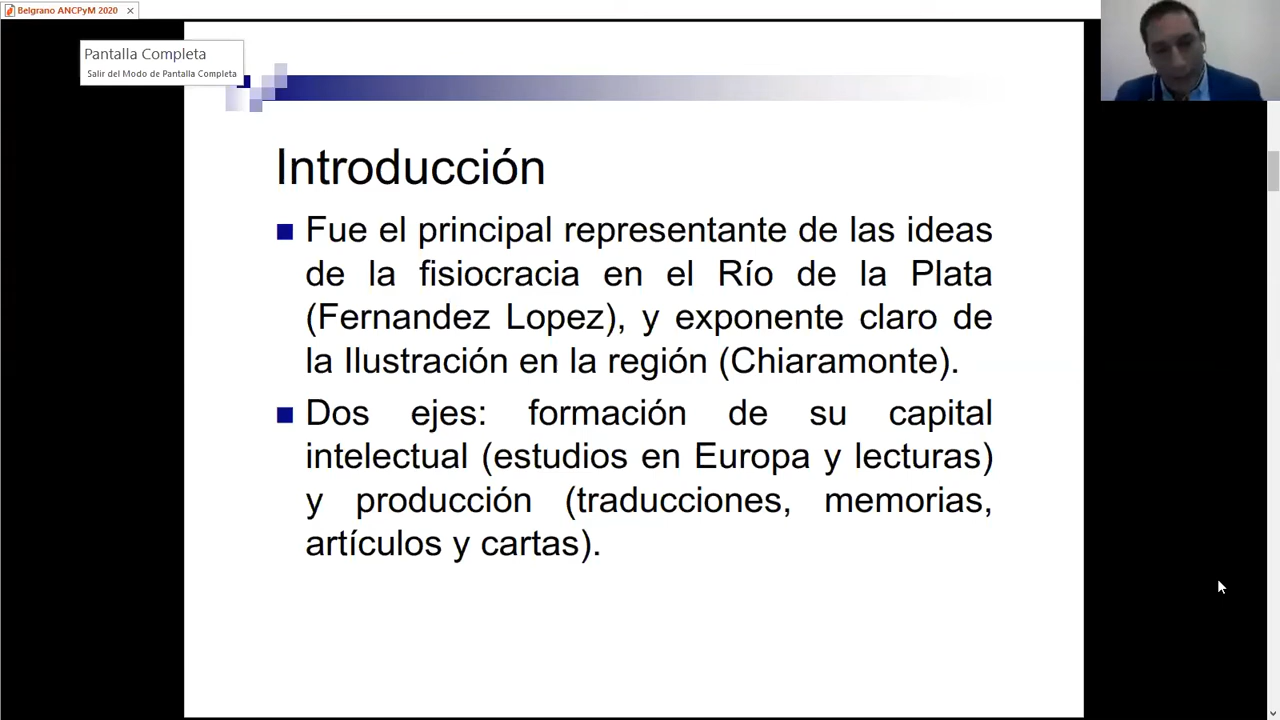 Belgrano ANCPyM 2020
Pantalla Completa
Salir del Modo de Pantalla Completa
Introducción
Fue el principal representante de las ideas
de la fisiocracia en el Río de la Plata
(Fernandez Lopez), y exponente claro de
la Ilustración en la región (Chiaramonte).
Dos ejes: formación de su capital
intelectual (estudios en Europa y lecturas)
y producción (traducciones, memorias,
artículos y cartas).